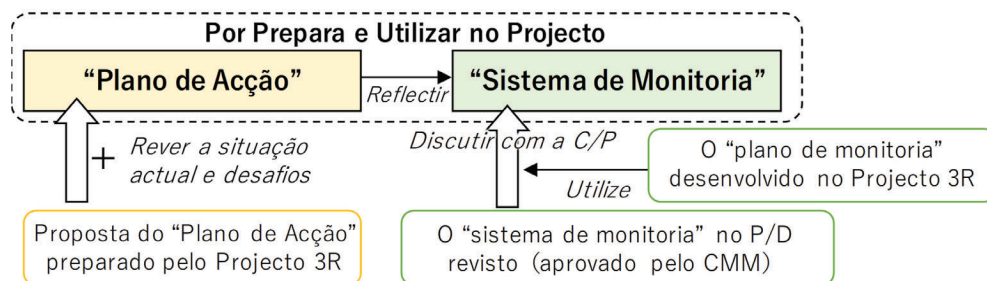 Por Prepara e Utilizar no Projecto
“Plano de Acção”
Reflectir
“Sistema de Monitoria”
+
Rever a situação
actual e desafios
Discutir com a C/P
Utilize
O “plano de monitoria”
desenvolvido no Projecto 3R
Proposta do “Plano de Acção”
preparado pelo Projecto 3R
O “sistema de monitoria” no P/D
revisto (aprovado pelo CMM)